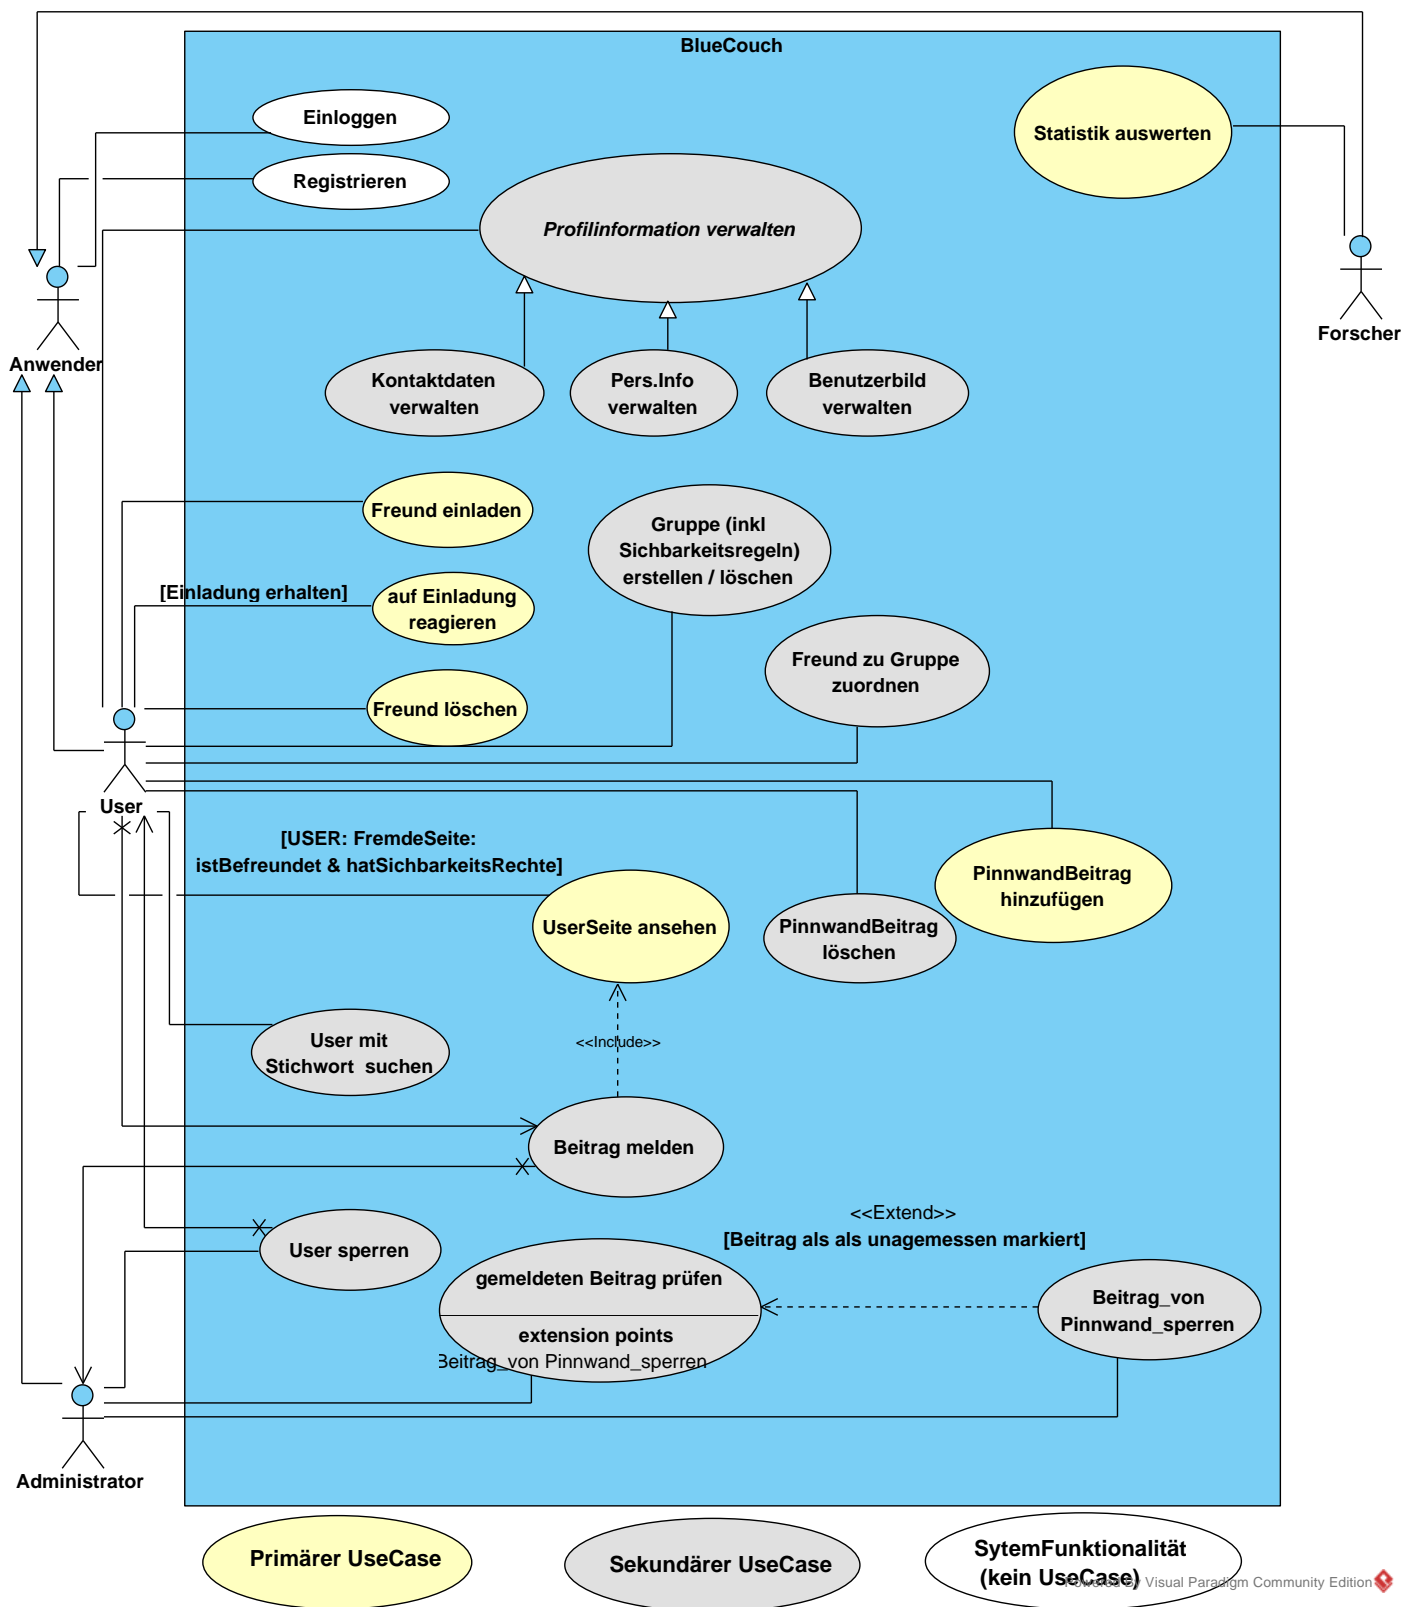 BlueCouch
Einloggen
Statistik auswerten
Registrieren
Profilinformation verwalten
Forscher
Anwender
Kontaktdaten
verwalten
Pers.Info
verwalten
Benutzerbild
verwalten
Freund einladen
Gruppe (inkl
Sichbarkeitsregeln)
erstellen / löschen
[Einladung erhalten]
auf Einladung
reagieren
Freund zu Gruppe
zuordnen
Freund löschen
User
[USER: FremdeSeite:
istBefreundet & hatSichbarkeitsRechte]
PinnwandBeitrag
hinzufügen
UserSeite ansehen
PinnwandBeitrag
löschen
User mit
Stichwort  suchen
<<Include>>
Beitrag melden
<<Extend>>
[Beitrag als als unagemessen markiert]
User sperren
gemeldeten Beitrag prüfen
extension points
Beitrag_von Pinnwand_sperren
Beitrag_von
Pinnwand_sperren
Administrator
Primärer UseCase
Sekundärer UseCase
SytemFunktionalität
(kein UseCase)
Powered By Visual Paradigm Community Edition